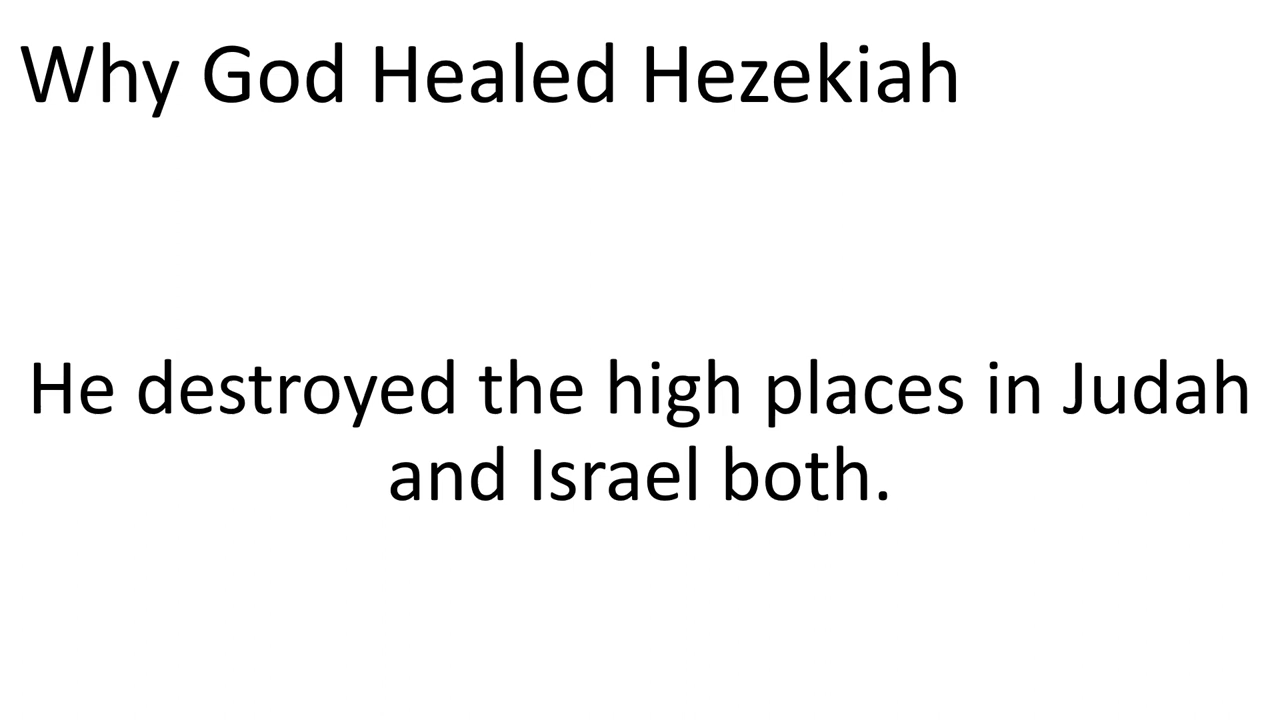 Why God Healed Hezekiah
He destroyed the high places in Judah
and Israel both.